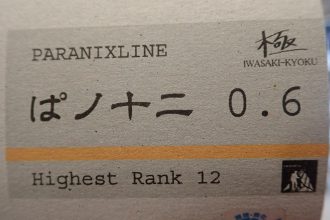 PARANIXLINE
極
IWASAKI-KYOKU
ぱノ十二 0.6
Highest Rank 12